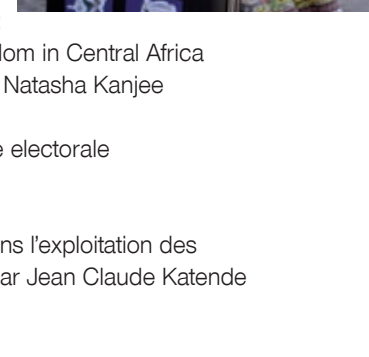 dom in Central Africa
Natasha Kanjee
e electorale
ns l'exploitation des
ar Jean Claude Katende